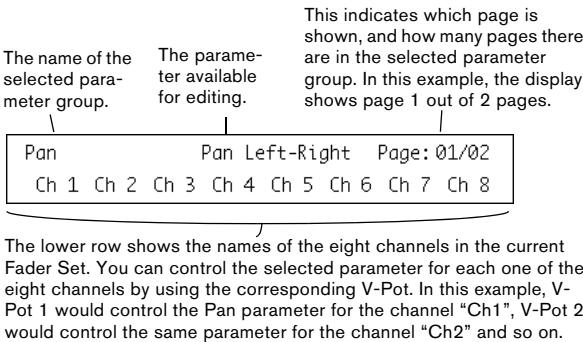 The name of the
selected para-
meter group.
The parame-
ter available
for editing.
This indicates which page is
shown, and how many pages there
are in the selected parameter
group. In this example, the display
shows page 1 out of 2 pages.
Pan Pan Left-Right Page:01/02
Ch 1 Ch 2 Ch 3 Ch 4 Ch 5 Ch 6 Ch 7 Ch 8
The lower row shows the names of the eight channels in the current
Fader Set. You can control the selected parameter for each one of the
eight channels by using the corresponding V-Pot. In this example, V-
Pot 1 would control the Pan parameter for the channel “Ch1”, V-Pot 2
would control the same parameter for the channel “Ch2” and so on.